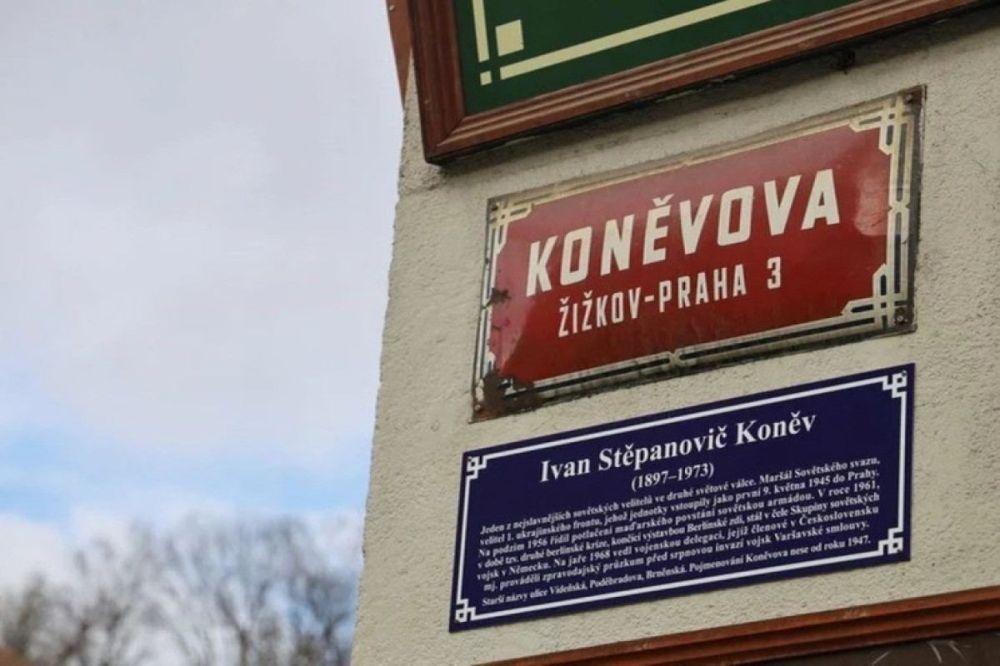 KONĚVOVA
ŽIŽKOV-PRAHA 3
Ivan Stěpanovič Koněv
(1897–1973)
Jeden z nejslavnějších sovětských velitelů ve druhé světové válce. Maršál Sovětského svazu,
velitel 1. ukrajinského frontu, jehož jednotky vstoupily jako první 9. května 1945 do Prahy.
Na podzim 1956 řídil potlačení maďarského povstání sovětskou armádou. V roce 1961,
v době tzv. druhé berlínské krize, končící výstavbou Berlínské zdi, stál v čele Skupiny sovětských
vojsk v Německu. Na jaře 1968 vedl vojenskou delegaci, jejíž členové v Československu
mj. prováděli zpravodajský průzkum před srpnovou invazí vojsk Varšavské smlouvy.
Starší názvy ulice Vídeňská, Poděbradova, Brněnská. Pojmenování Koněvova nese od roku 1947.